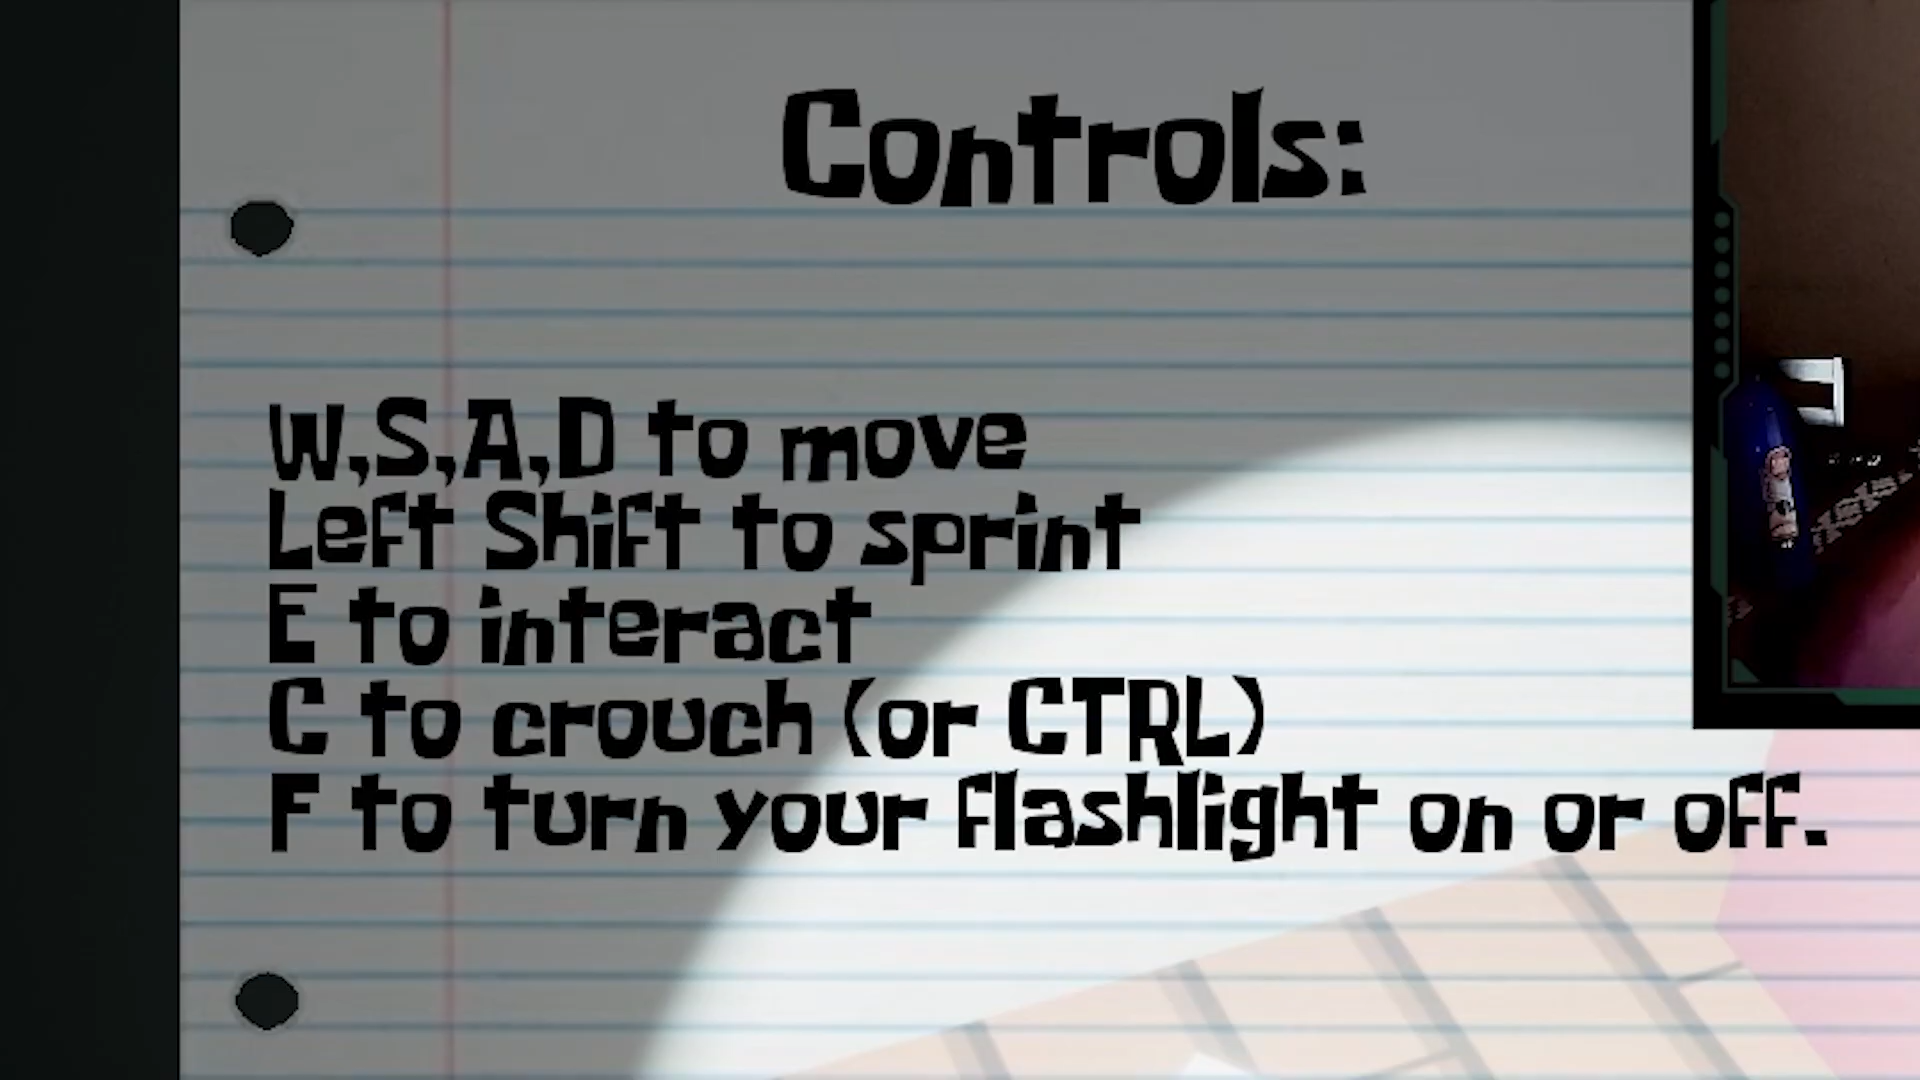 Controls:
W,S,A,D to move
Left Shift to sprint
E to interact
C to crouch (or CTRL)
F to turn your flashlight on or off.